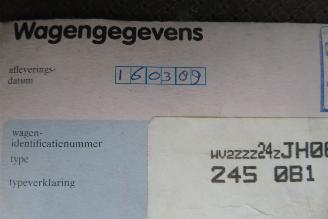 Wagengegevens
afleverings-
datum
160309
wagen-
identificatienummer
WV2ZZZ24ZJH0
type
245 0B1
typeverklaring